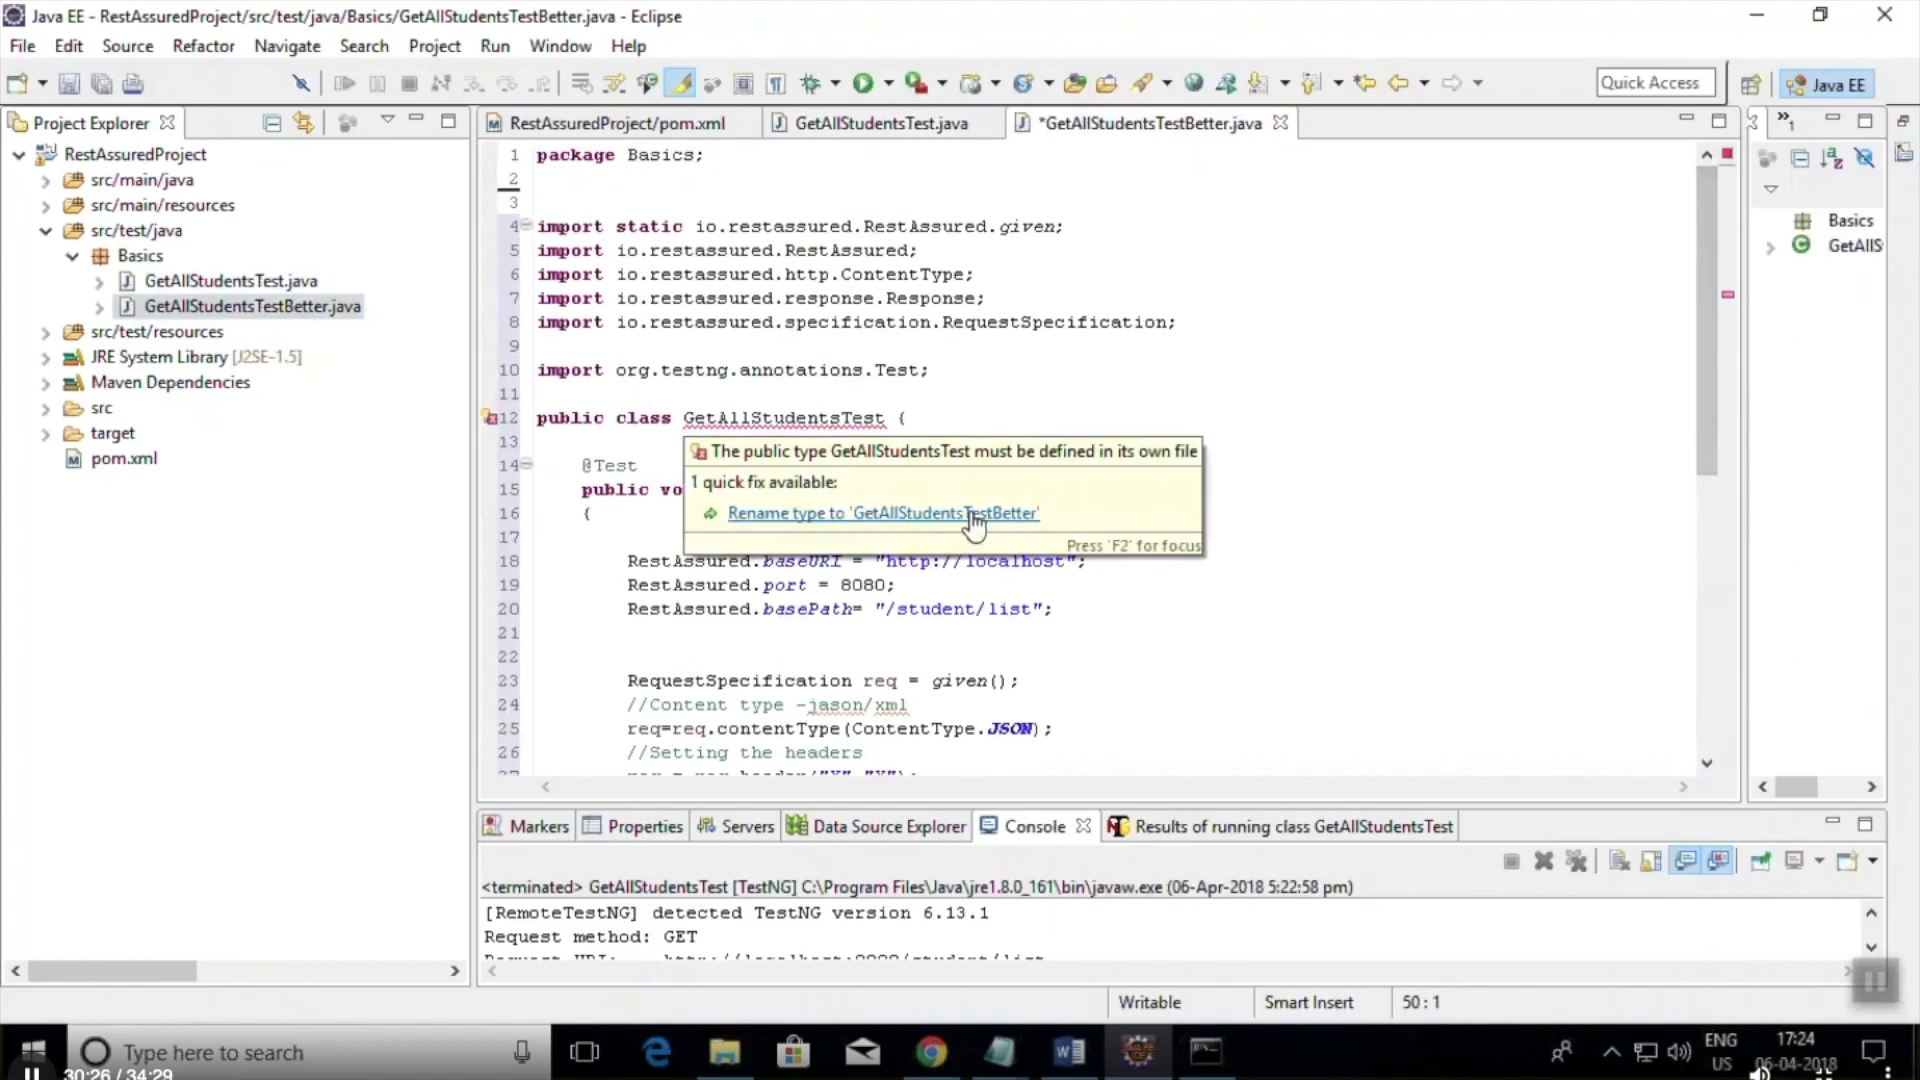 Java EE - RestAssuredProject/src/test/java/Basics/GetAllStudentsTestBetter.java - Eclipse
File Edit Source Refactor Navigate Search Project Run Window Help
Quick Access
Java EE
Project Explorer
RestAssuredProject/pom.xml
GetAllStudentsTest.java
*GetAllStudentsTestBetter.java
RestAssuredProject
src/main/java
src/main/resources
src/test/java
Basics
GetAllStudentsTest.java
GetAllStudentsTestBetter.java
src/test/resources
JRE System Library [J2SE-1.5]
Maven Dependencies
src
target
pom.xml
1 package Basics;
2
3
4 import static io.restassured.RestAssured.given;
5 import io.restassured.RestAssured;
6 import io.restassured.http.ContentType;
7 import io.restassured.response.Response;
8 import io.restassured.specification.RequestSpecification;
9
10 import org.testng.annotations.Test;
11
12 public class GetAllStudentsTest {
13
14 @Test
15 public vo
16 {
17
18 RestAssured.baseURI = "http://localhost";
19 RestAssured.port = 8080;
20 RestAssured.basePath= "/student/list";
21
22
23 RequestSpecification req = given();
24 //Content type -jason/xml
25 req=req.contentType(ContentType.JSON);
26 //Setting the headers
The public type GetAllStudentsTest must be defined in its own file
1 quick fix available:
Rename type to 'GetAllStudentsTestBetter'
Press 'F2' for focus
Basics
GetAllS
Markers Properties Servers Data Source Explorer Console Results of running class GetAllStudentsTest
<terminated> GetAllStudentsTest [TestNG] C:\Program Files\Java\jre1.8.0_161\bin\javaw.exe (06-Apr-2018 5:22:58 pm)
[RemoteTestNG] detected TestNG version 6.13.1
Request method: GET
Writable
Smart Insert
50 : 1
Type here to search
ENG
US
17:24
06-04-2018
30:26 / 34:29